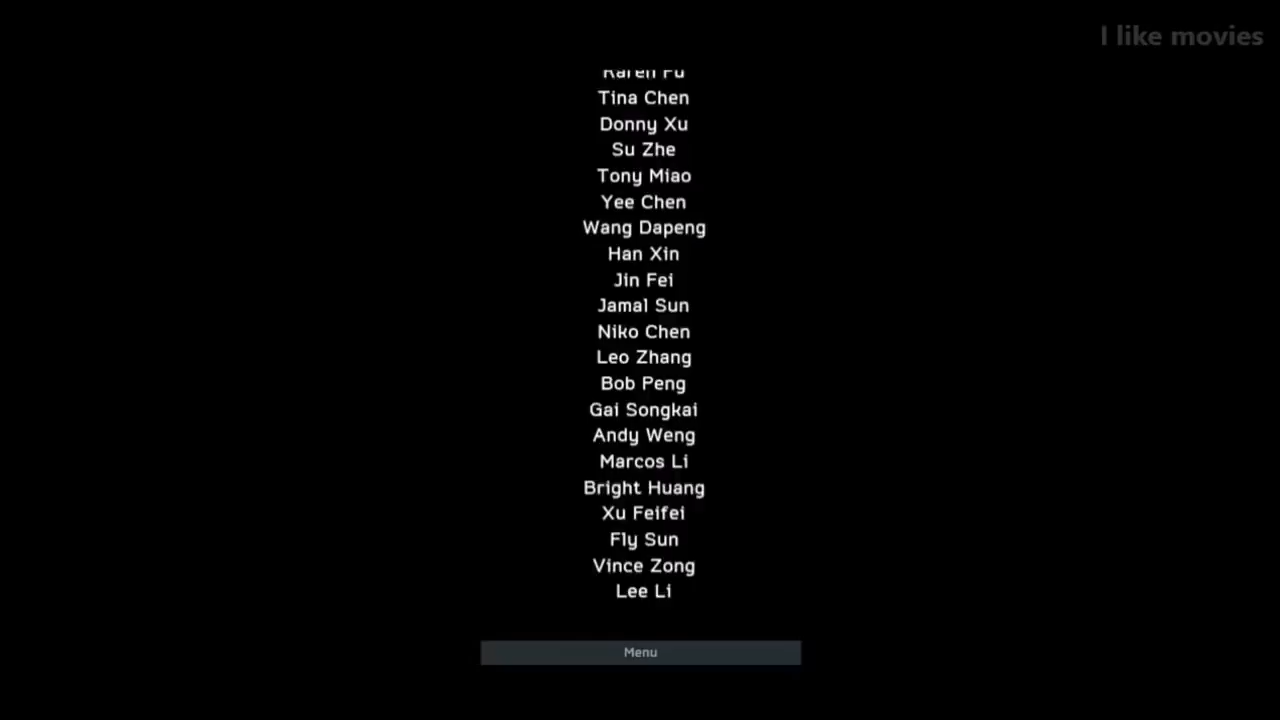 I like movies
Karen Fu
Tina Chen
Donny Xu
Su Zhe
Tony Miao
Yee Chen
Wang Dapeng
Han Xin
Jin Fei
Jamal Sun
Niko Chen
Leo Zhang
Bob Peng
Gai Songkai
Andy Weng
Marcos Li
Bright Huang
Xu Feifei
Fly Sun
Vince Zong
Lee Li
Menu